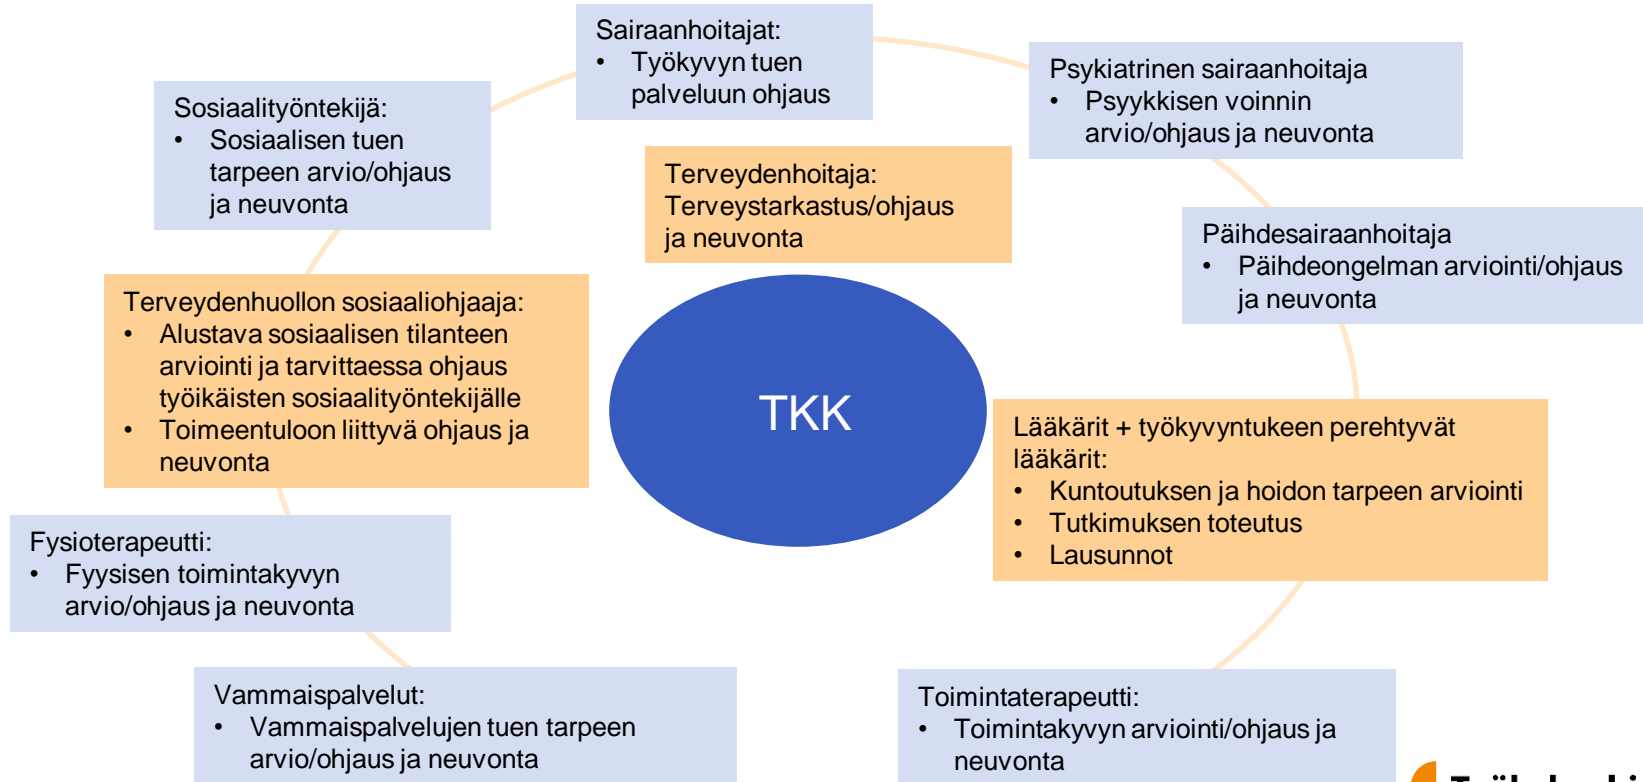 Sairaanhoitajat:
• Työkyvyn tuen
palveluun ohjaus
Psykiatrinen sairaanhoitaja
• Psyykkisen voinnin
arvio/ohjaus ja neuvonta
Sosiaalityöntekijä:
• Sosiaalisen tuen
tarpeen arvio/ohjaus
ja neuvonta
Terveydenhoitaja:
Terveystarkastus/ohjaus
ja neuvonta
Päihdesairaanhoitaja
• Päihdeongelman arviointi/ohjaus
ja neuvonta
Terveydenhuollon sosiaaliohjaaja:
• Alustava sosiaalisen tilanteen
arviointi ja tarvittaessa ohjaus
työikäisten sosiaalityöntekijälle
• Toimeentuloon liittyvä ohjaus ja
neuvonta
TKK
Lääkärit + työkyvyntukeen perehtyvät
lääkärit:
• Kuntoutuksen ja hoidon tarpeen arviointi
• Tutkimuksen toteutus
• Lausunnot
Fysioterapeutti:
• Fyysisen toimintakyvyn
arvio/ohjaus ja neuvonta
Vammaispalvelut:
• Vammaispalvelujen tuen tarpeen
arvio/ohjaus ja neuvonta
Toimintaterapeutti:
• Toimintakyvyn arviointi/ohjaus ja
neuvonta